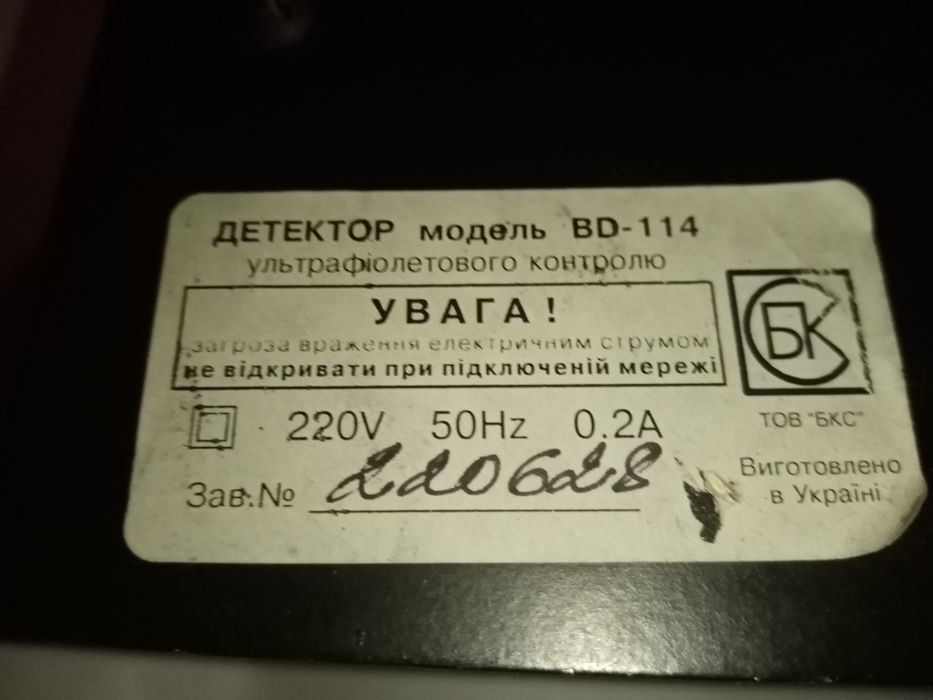 ДЕТЕКТОР модель BD-114
ультрафіолетового контролю
УВАГА !
загроза враження електричним струмом
не відкривати при підключеній мережі
БКС
220V 50Hz 0.2A
ТОВ "БКС"
Зав.№ 220628
Виготовлено
в Україні